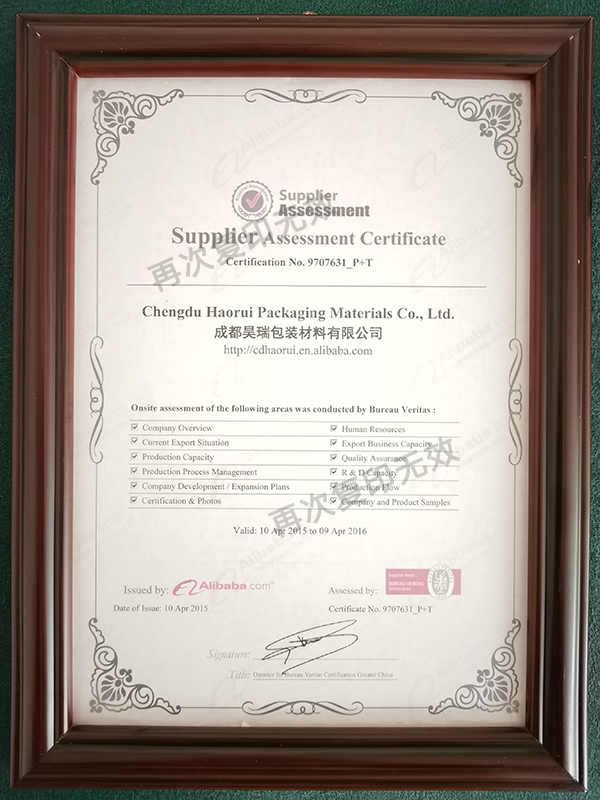 Supplier
Assessment
Supplier Assessment Certificate
Certification No. 9707631_P+T
再次复印无效
Chengdu Haorui Packaging Materials Co., Ltd.
成都昊瑞包装材料有限公司
http://cdhaorui.en.alibaba.com
Onsite assessment of the following areas was conducted by Bureau Veritas :
Company Overview
Human Resources
Current Export Situation
Export Business Capacity
Production Capacity
Quality Assurance
Production Process Management
R & D Capacity
Company Development / Expansion Plans
Production Flow
Certification & Photos
Company and Product Samples
再次复印无效
Valid: 10 Apr 2015 to 09 Apr 2016
Issued by: Alibaba.com®
Assessed by:
BUREAU VERITAS
Date of Issue: 10 Apr 2015
Certificate No. 9707631_P+T
Signature:
Title: Director for Bureau Veritas Certification Greater China